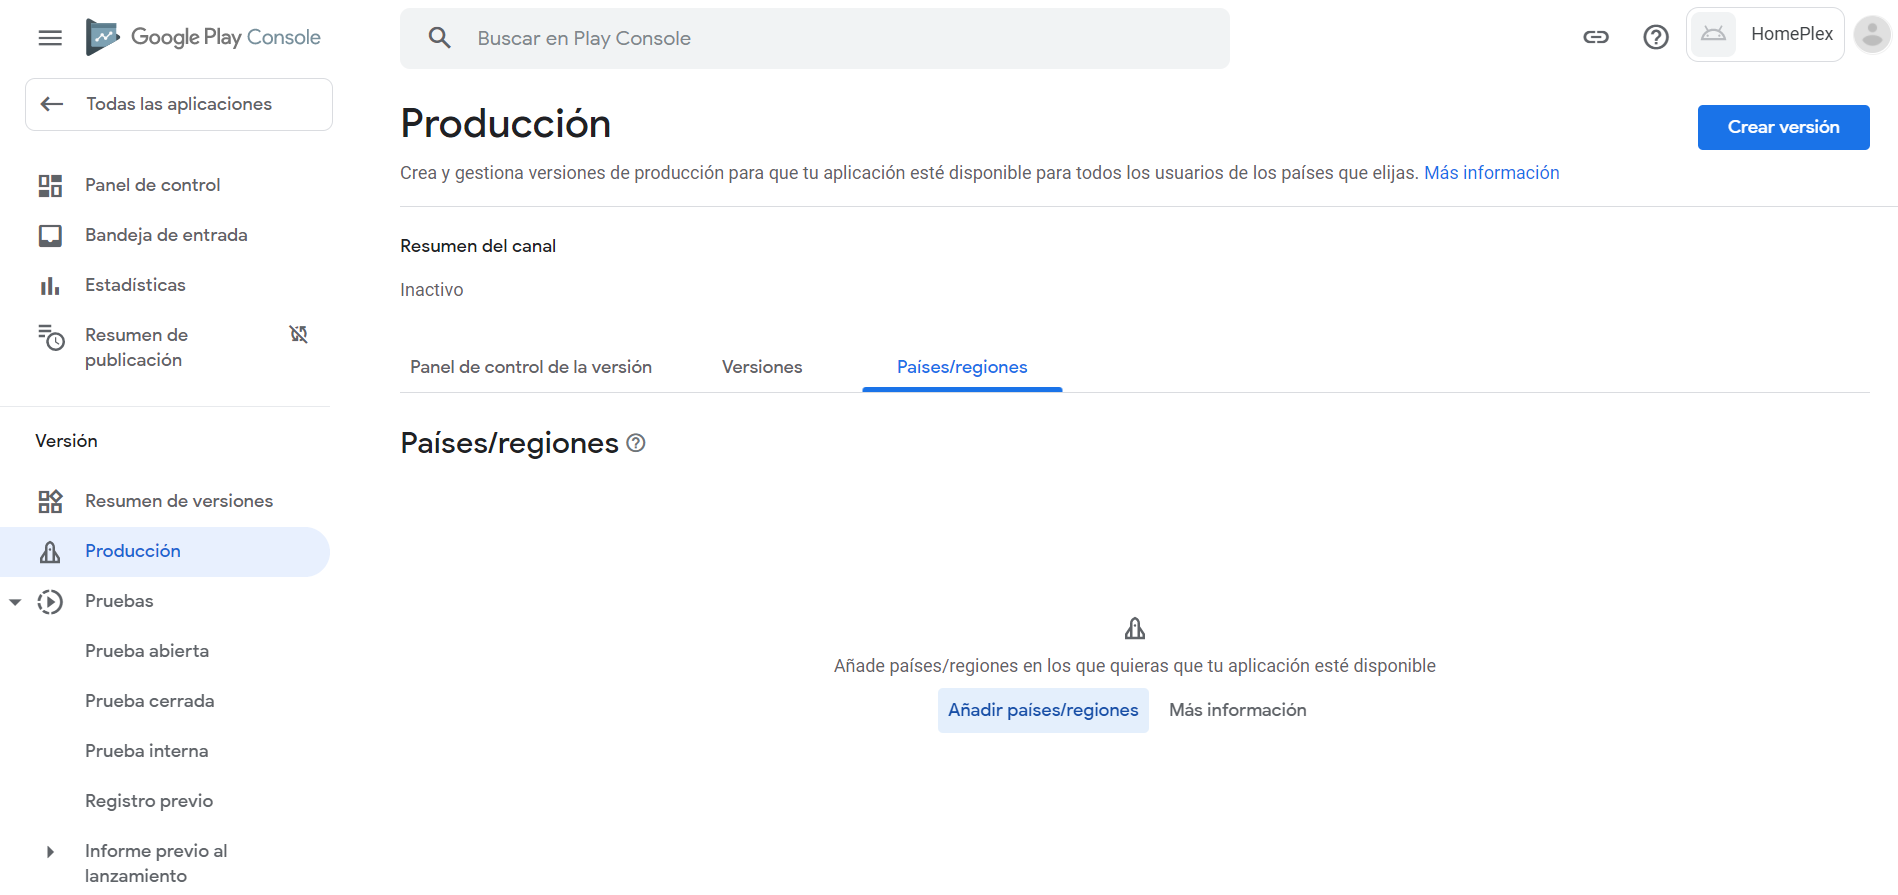 Google Play Console
Buscar en Play Console
HomePlex
Todas las aplicaciones
Panel de control
Bandeja de entrada
Estadísticas
Resumen de
publicación
Versión
Resumen de versiones
Producción
Pruebas
Prueba abierta
Prueba cerrada
Prueba interna
Registro previo
Informe previo al
lanzamiento
Producción
Crear versión
Crea y gestiona versiones de producción para que tu aplicación esté disponible para todos los usuarios de los países que elijas. Más información
Resumen del canal
Inactivo
Panel de control de la versión
Versiones
Países/regiones
Países/regiones
Añade países/regiones en los que quieras que tu aplicación esté disponible
Añadir países/regiones
Más información